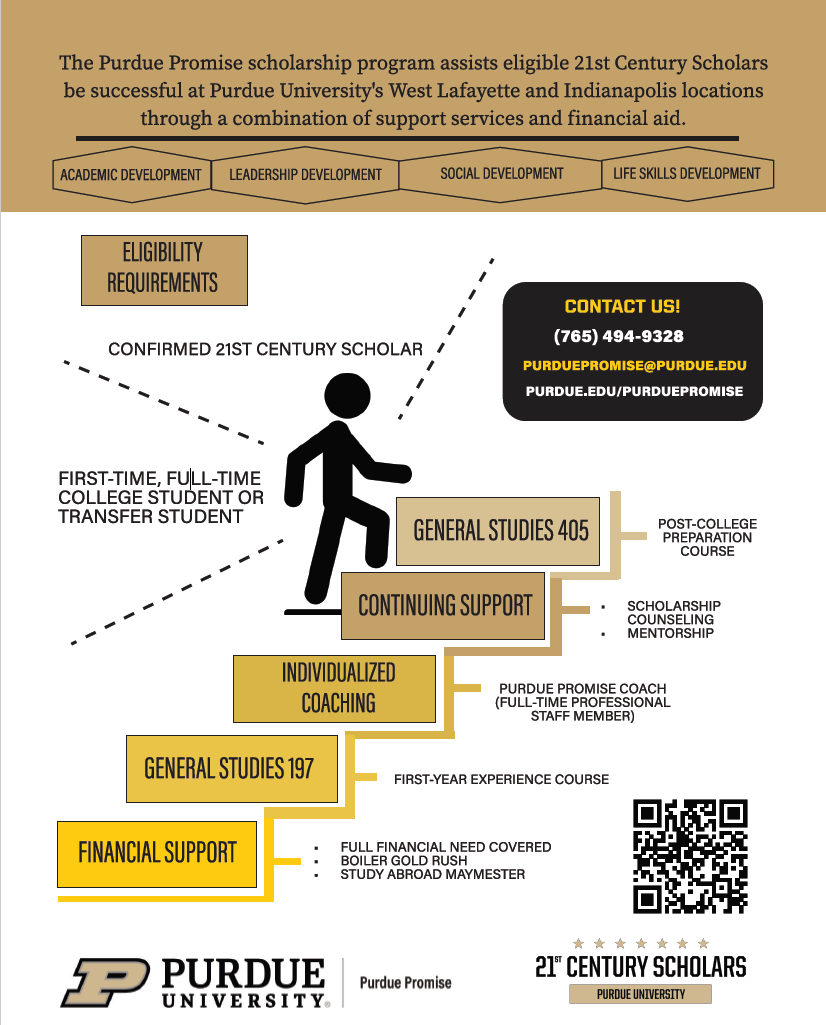 The Purdue Promise scholarship program assists eligible 21st Century Scholars
be successful at Purdue University's West Lafayette and Indianapolis locations
through a combination of support services and financial aid.
ACADEMIC DEVELOPMENT
LEADERSHIP DEVELOPMENT
SOCIAL DEVELOPMENT
LIFE SKILLS DEVELOPMENT
ELIGIBILITY
REQUIREMENTS
CONFIRMED 21ST CENTURY SCHOLAR
FIRST-TIME, FULL-TIME
COLLEGE STUDENT OR
TRANSFER STUDENT
CONTACT US!
(765) 494-9328
PURDUEPROMISE@PURDUE.EDU
PURDUE.EDU/PURDUEPROMISE
GENERAL STUDIES 405
POST-COLLEGE
PREPARATION
COURSE
CONTINUING SUPPORT
▪ SCHOLARSHIP
COUNSELING
▪ MENTORSHIP
INDIVIDUALIZED
COACHING
PURDUE PROMISE COACH
(FULL-TIME PROFESSIONAL
STAFF MEMBER)
GENERAL STUDIES 197
FIRST-YEAR EXPERIENCE COURSE
FINANCIAL SUPPORT
▪ FULL FINANCIAL NEED COVERED
▪ BOILER GOLD RUSH
▪ STUDY ABROAD MAYMESTER
P PURDUE
UNIVERSITY®
Purdue Promise
21ST CENTURY SCHOLARS
PURDUE UNIVERSITY